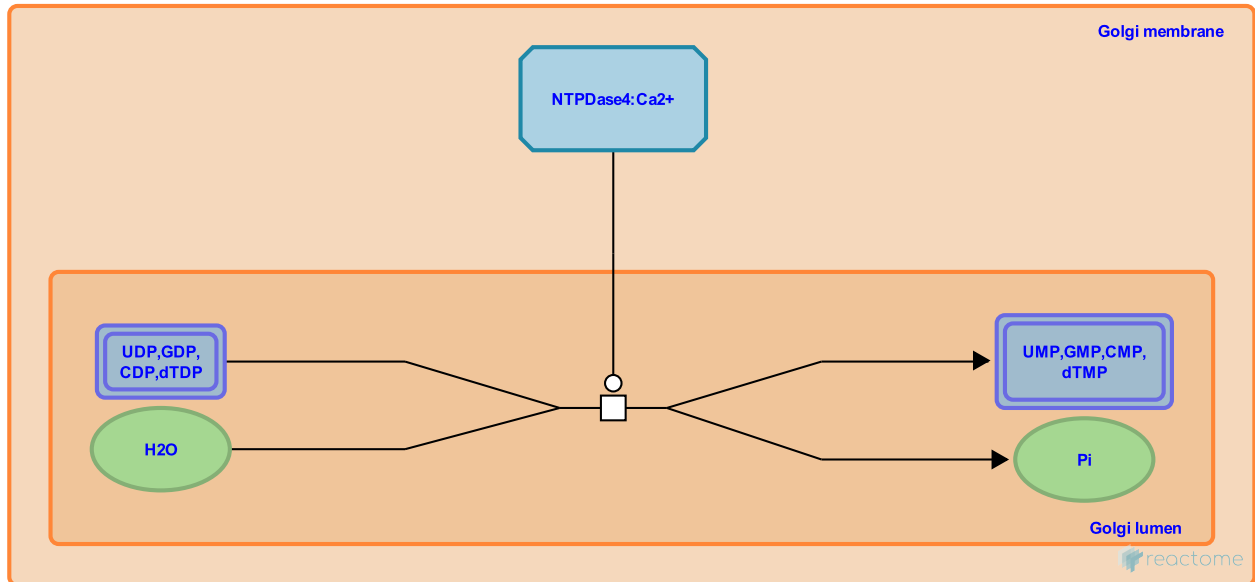 Golgi membrane
NTPDase4:Ca2+
UDP,GDP,
CDP,dTDP
UMP,GMP,CMP,
dTMP
H2O
Pi
Golgi lumen
reactome